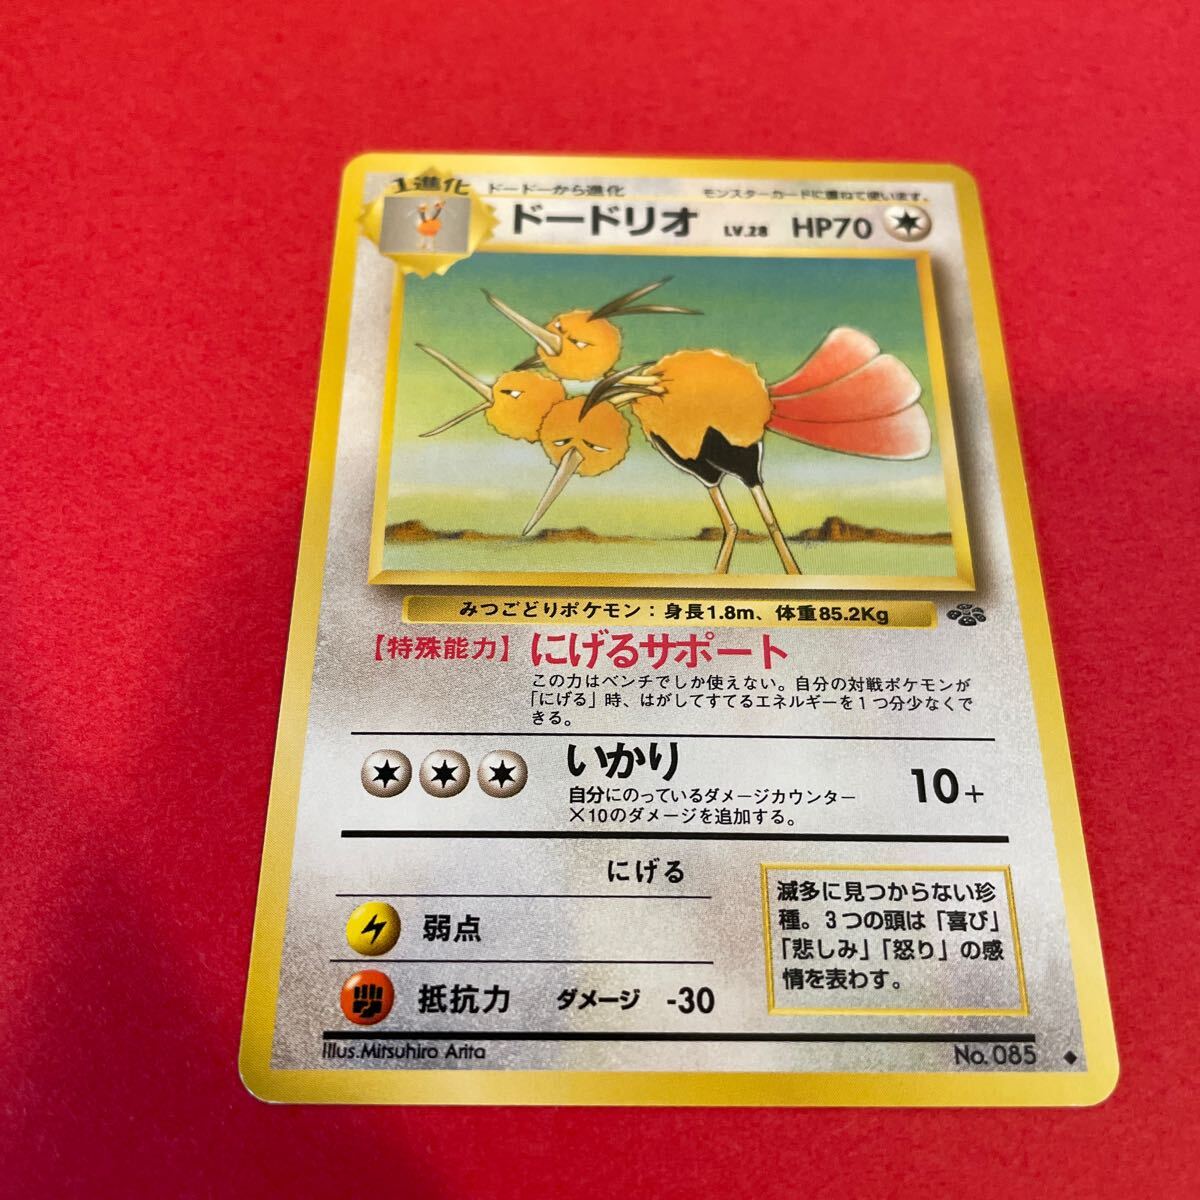 1進化
ドードーから進化
モンスターカードに重ねて使います。
ドードリオ LV.28 HP70
みつごどりポケモン：身長1.8m、体重85.2Kg
【特殊能力】にげるサポート
この力はベンチでしか使えない。自分の対戦ポケモンが
「にげる」時、はがしてすてるエネルギーを1つ分少なくで
きる。
いかり 10+
自分にのっているダメージカウンター
×10のダメージを追加する。
にげる
弱点
抵抗力 ダメージ -30
滅多に見つからない珍
種。3つの頭は「喜び」
「悲しみ」「怒り」の感
情を表わす。
Illus.Mitsuhiro Arita
No.085